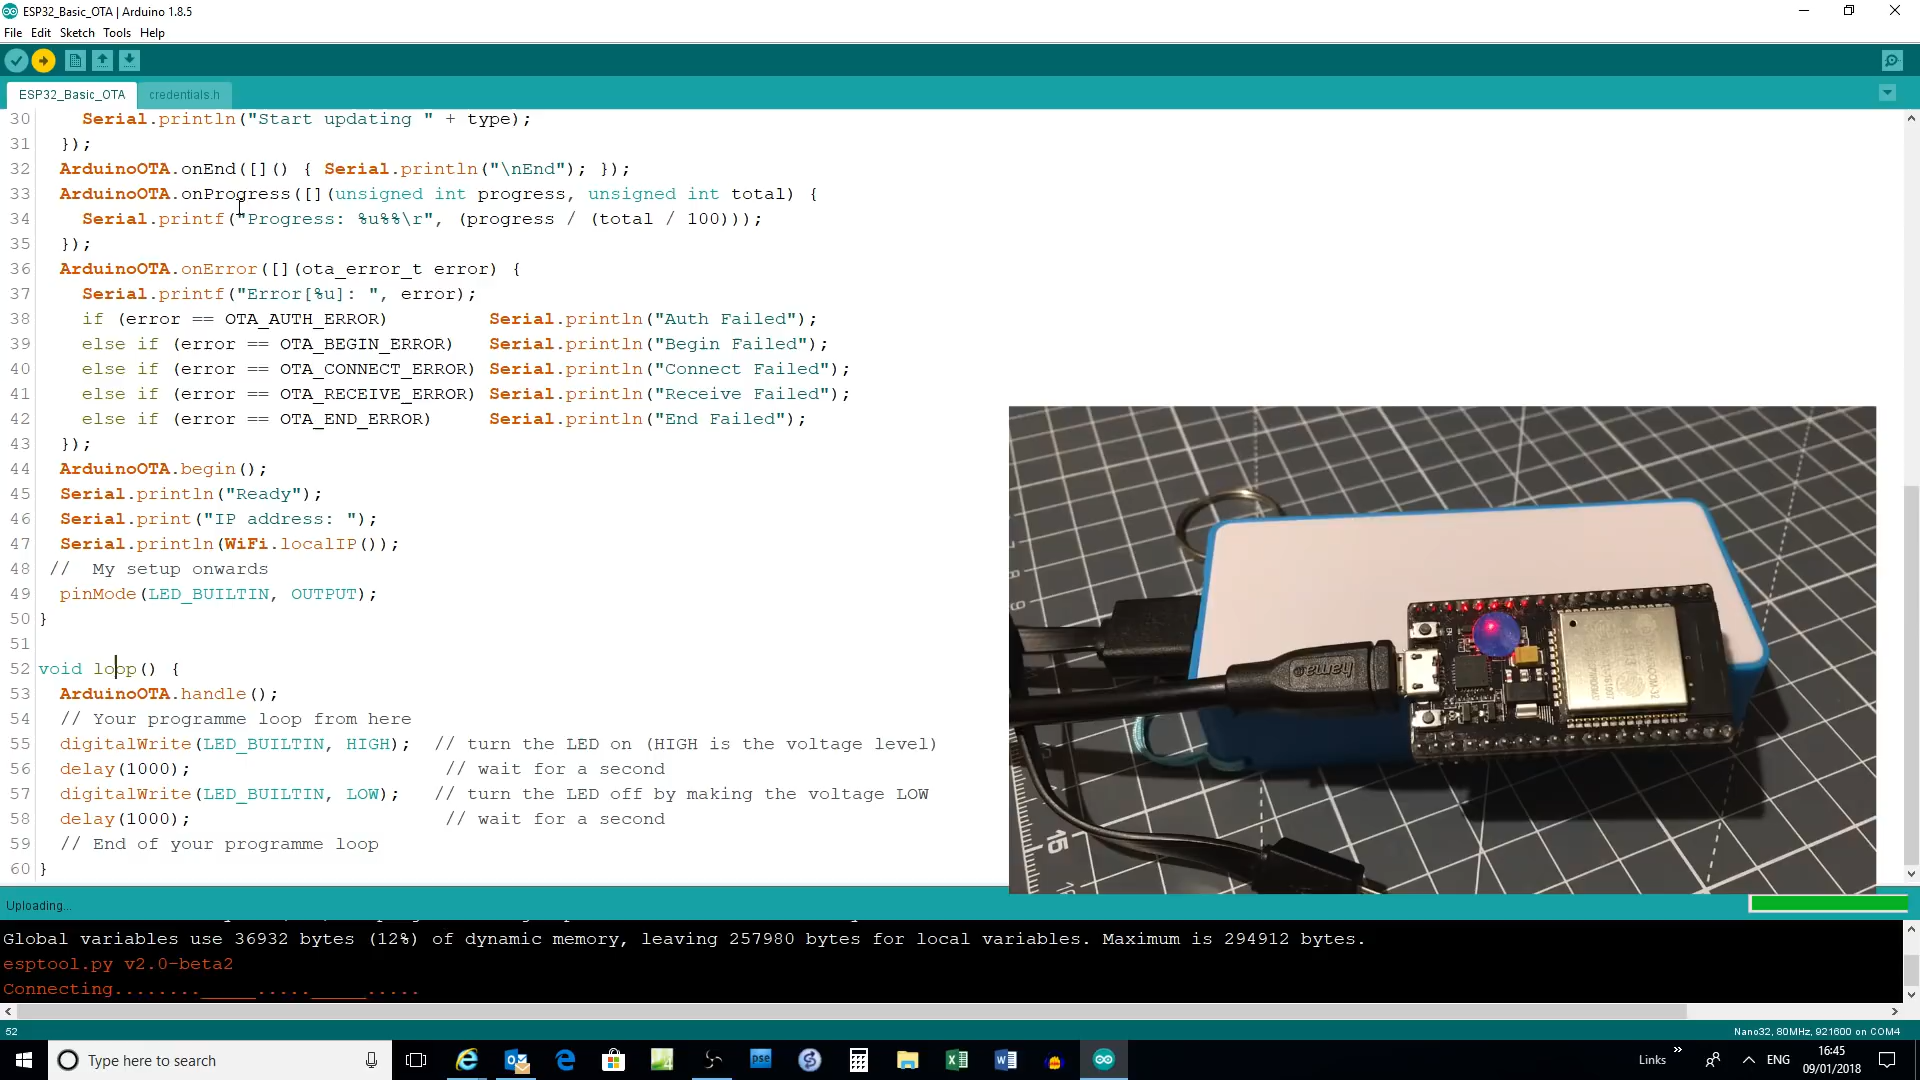 ESP32_Basic_OTA | Arduino 1.8.5
File Edit Sketch Tools Help
ESP32_Basic_OTA credentials.h
30 Serial.println("Start updating " + type);
31 });
32 ArduinoOTA.onEnd([]() { Serial.println("\nEnd"); });
33 ArduinoOTA.onProgress([](unsigned int progress, unsigned int total) {
34 Serial.printf("Progress: %u%%\r", (progress / (total / 100)));
35 });
36 ArduinoOTA.onError([](ota_error_t error) {
37 Serial.printf("Error[%u]: ", error);
38 if (error == OTA_AUTH_ERROR) Serial.println("Auth Failed");
39 else if (error == OTA_BEGIN_ERROR) Serial.println("Begin Failed");
40 else if (error == OTA_CONNECT_ERROR) Serial.println("Connect Failed");
41 else if (error == OTA_RECEIVE_ERROR) Serial.println("Receive Failed");
42 else if (error == OTA_END_ERROR) Serial.println("End Failed");
43 });
44 ArduinoOTA.begin();
45 Serial.println("Ready");
46 Serial.print("IP address: ");
47 Serial.println(WiFi.localIP());
48 // My setup onwards
49 pinMode(LED_BUILTIN, OUTPUT);
50 }
51
52 void loop() {
53 ArduinoOTA.handle();
54 // Your programme loop from here
55 digitalWrite(LED_BUILTIN, HIGH); // turn the LED on (HIGH is the voltage level)
56 delay(1000); // wait for a second
57 digitalWrite(LED_BUILTIN, LOW); // turn the LED off by making the voltage LOW
58 delay(1000); // wait for a second
59 // End of your programme loop
60 }
hama
15
Uploading...
Global variables use 36932 bytes (12%) of dynamic memory, leaving 257980 bytes for local variables. Maximum is 294912 bytes.
esptool.py v2.0-beta2
Connecting........_____....._____.....
52 Nano32, 80MHz, 921600 on COM4
Type here to search
pse
Links
ENG
16:45
09/01/2018